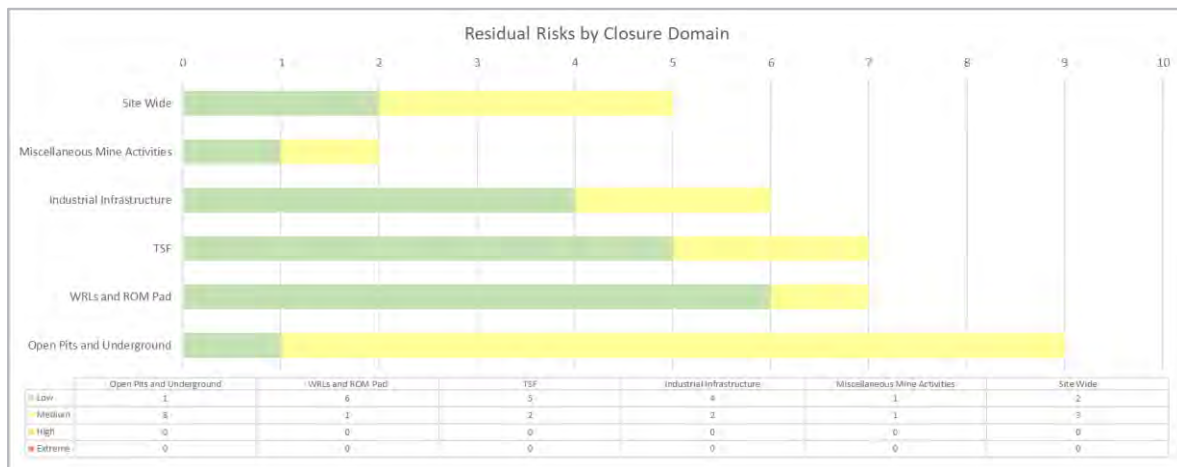 Residual Risks by Closure Domain
0 1 2 3 4 5 6 7 8 9 10
Site Wide
Miscellaneous Mine Activities
Industrial Infrastructure
TSF
WRLs and ROM Pad
Open Pits and Underground
Open Pits and Underground WRLs and ROM Pad TSF Industrial Infrastructure Miscellaneous Mine Activities Site Wide
Low 1 6 5 4 1 2
Medium 8 1 2 2 1 3
High 0 0 0 0 0 0
Extreme 0 0 0 0 0 0